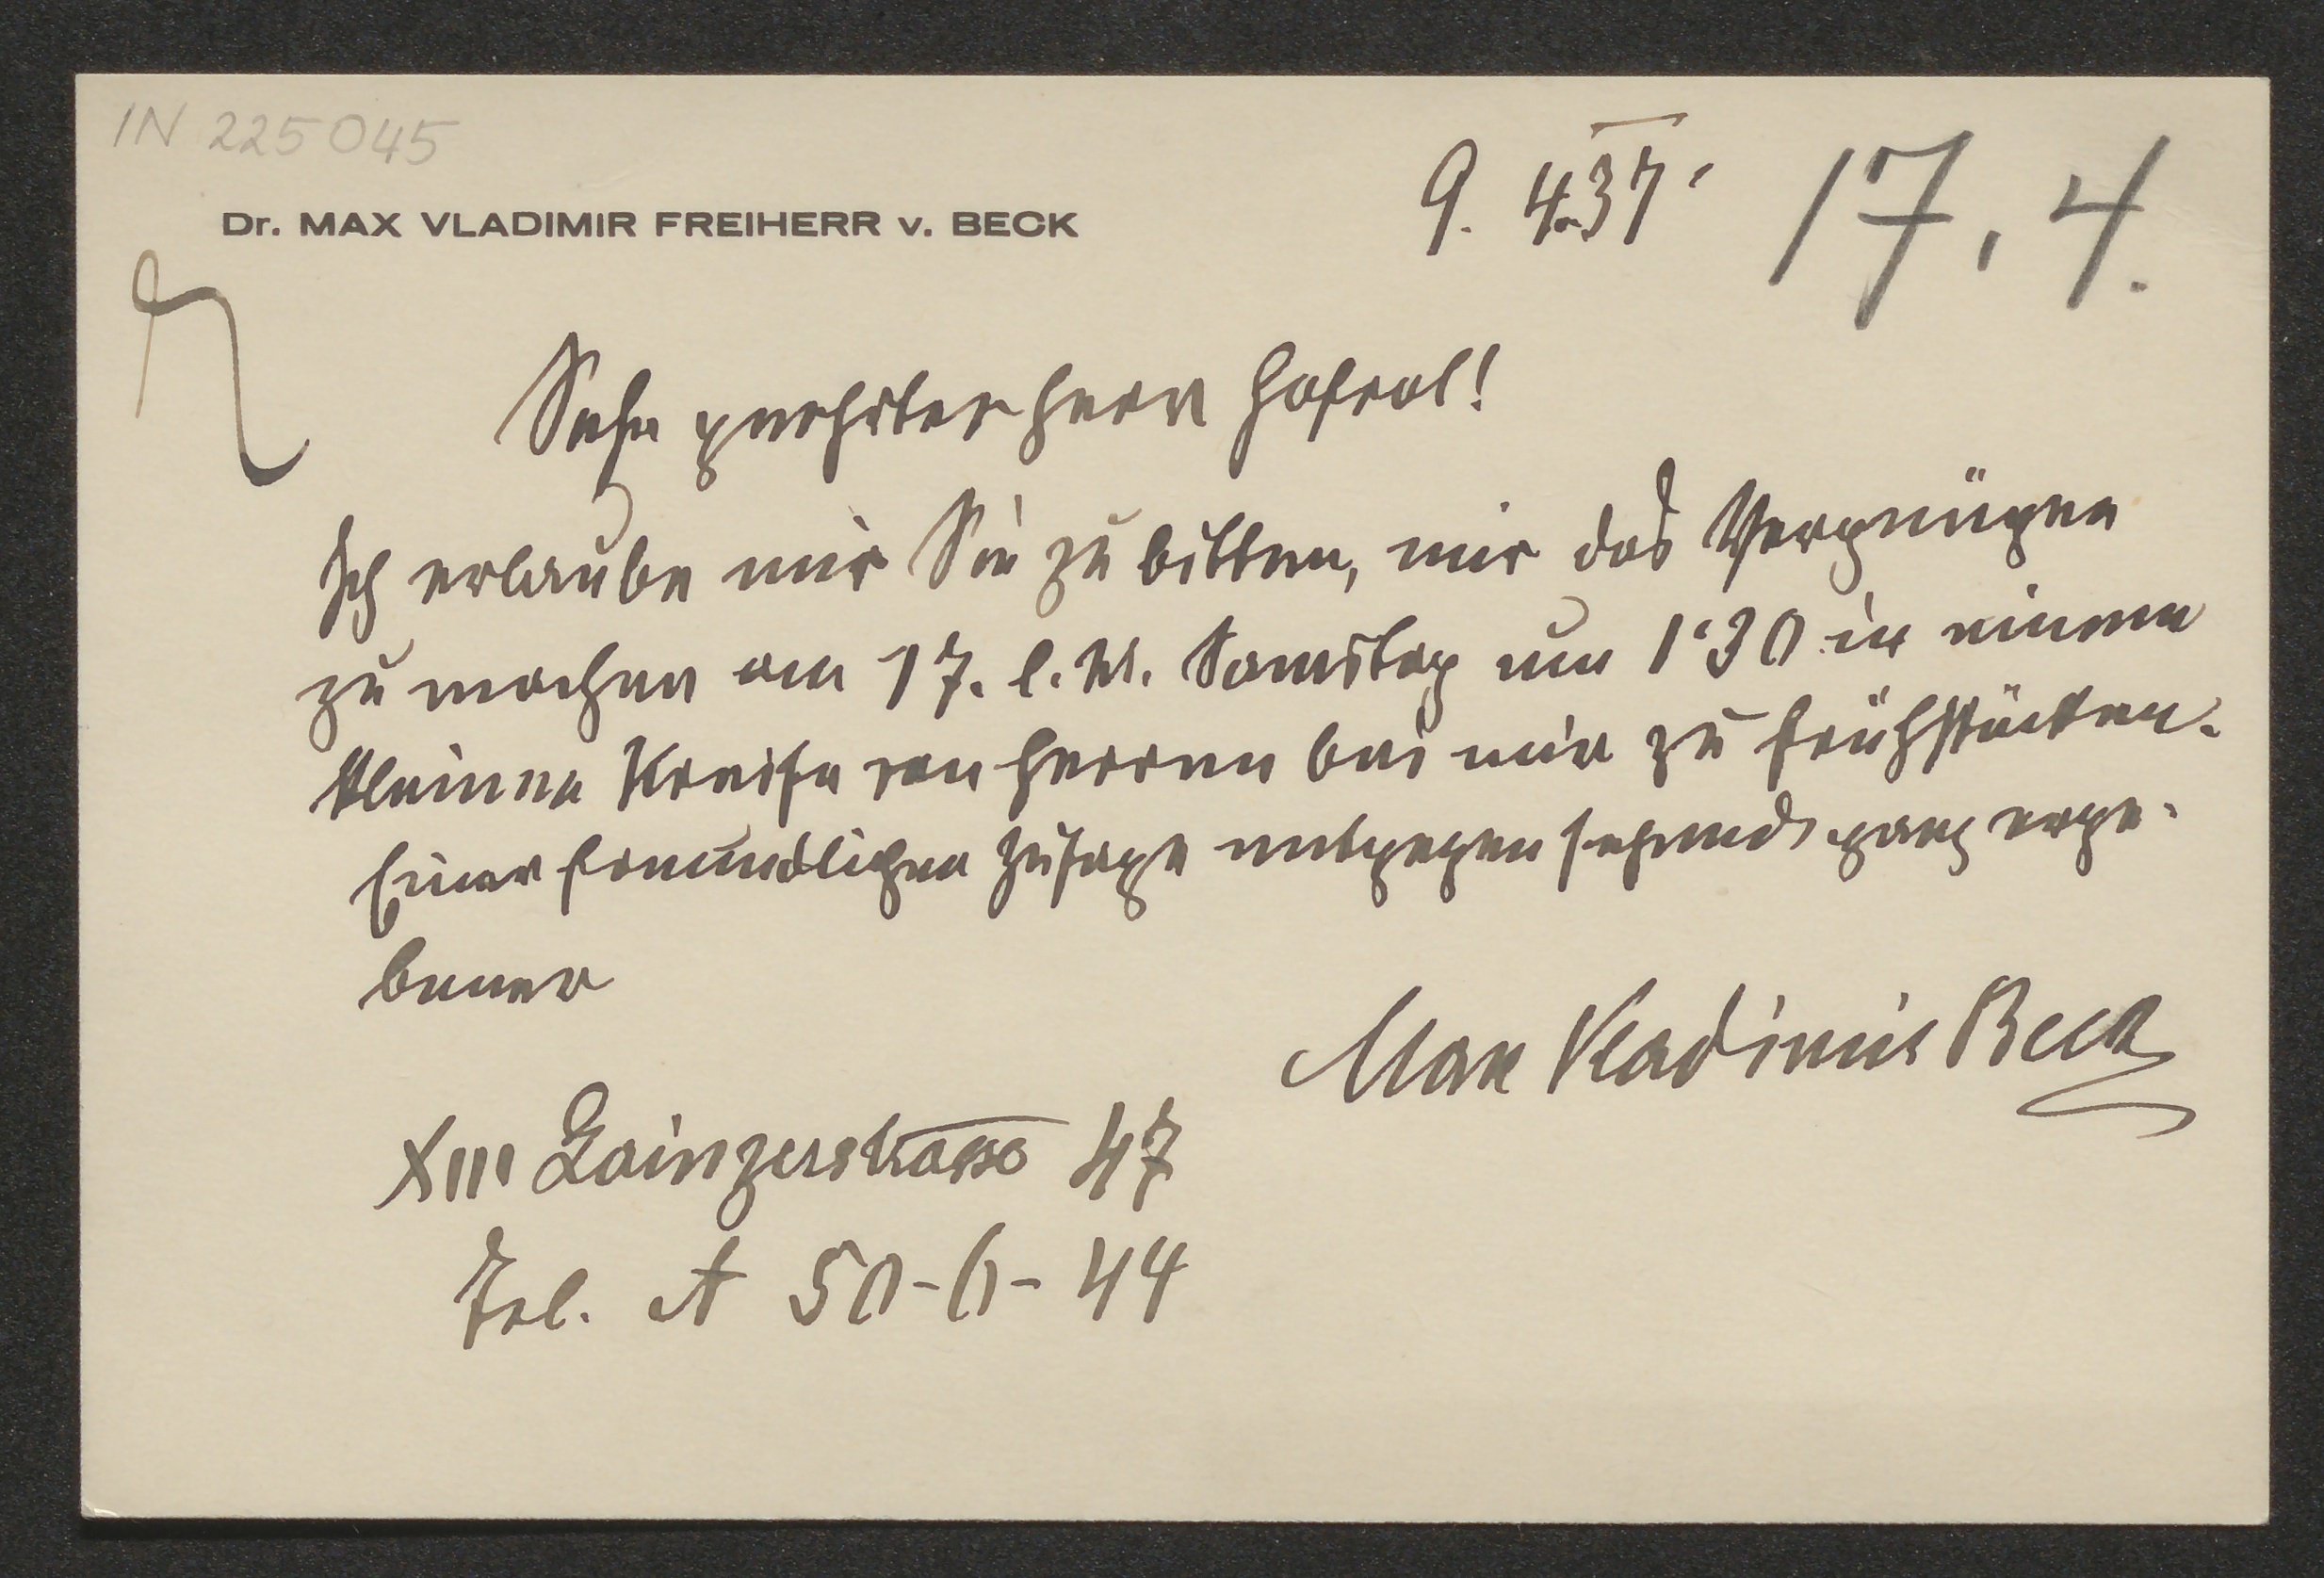 IN 225045
9. 4. 37.
17. 4.
Dr. MAX VLADIMIR FREIHERR v. BECK
Sehr geehrter Herr Hofrat!
Ich erlaube mir Sie zu bitten, mir das Vergnügen
zu machen am 17. l. M. Samstag um 1·30 in einem
kleinen Kreise von Herren bei mir zu frühstücken.
Einer freundlichen Zusage entgegensehend ganz erge-
bener
Max Vladimir Beck
XIII Lainzerstrasse 47
Tel. A 50-6-44